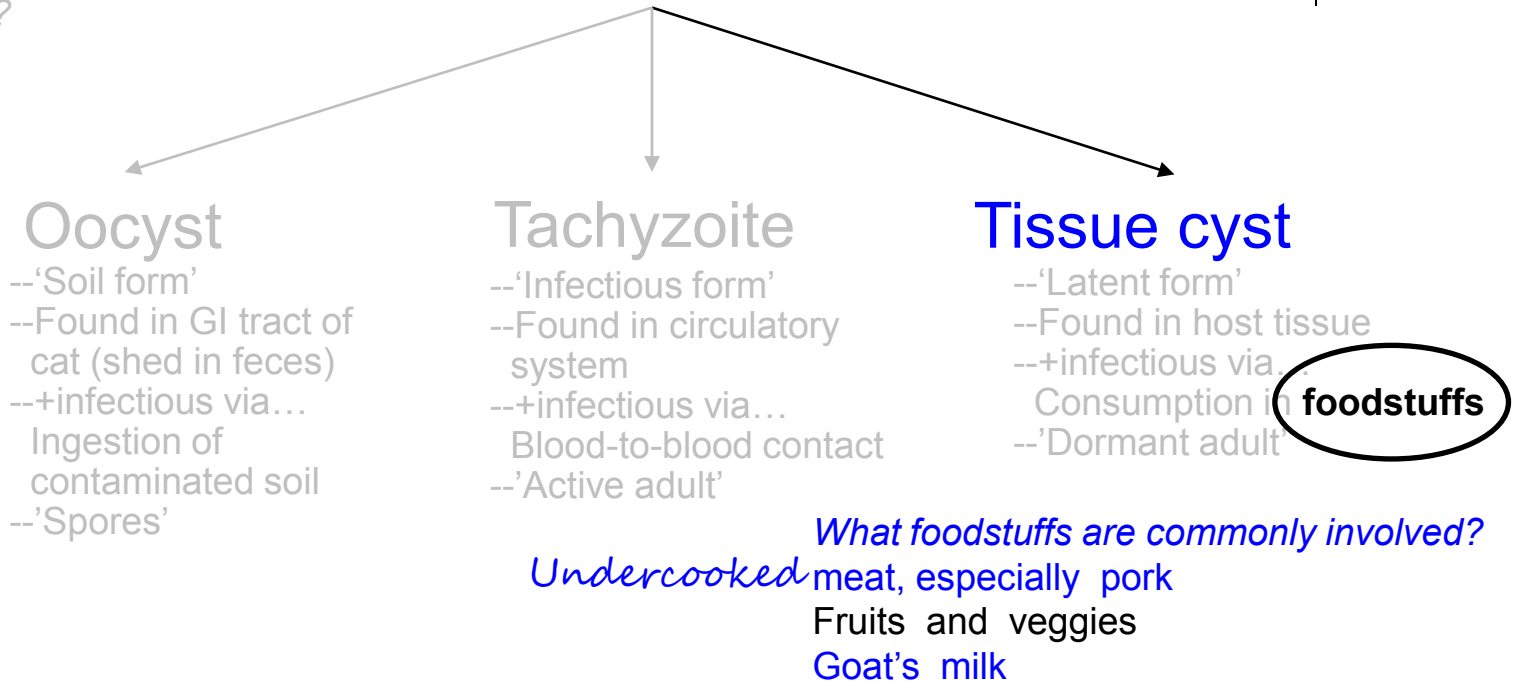 ?
Oocyst
--'Soil form'
--Found in GI tract of
cat (shed in feces)
--+infectious via…
Ingestion of
contaminated soil
--’Spores’
Tachyzoite
--‘Infectious form’
--Found in circulatory
system
--+infectious via…
Blood-to-blood contact
--’Active adult’
Tissue cyst
--‘Latent form’
--Found in host tissue
--+infectious via…
Consumption in foodstuffs
--’Dormant adult’
What foodstuffs are commonly involved?
Undercooked meat, especially pork
Fruits and veggies
Goat’s milk